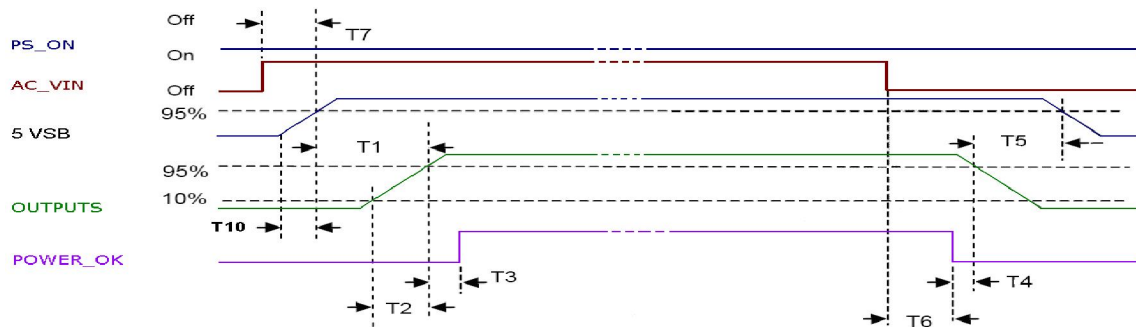 Off
T7
PS_ON
On
AC_VIN
Off
95%
5 VSB
T1
T5
95%
10%
OUTPUTS
T10
POWER_OK
T3
T4
T2
T6